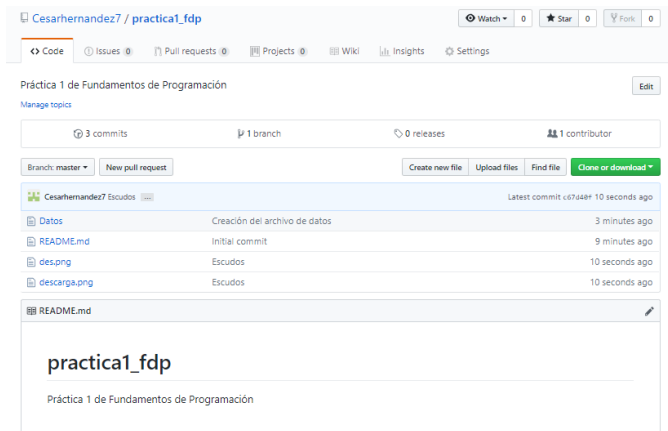 Cesarhernandez7 / practica1_fdp
Watch 0 Star 0 Fork 0
Code Issues 0 Pull requests 0 Projects 0 Wiki Insights Settings
Práctica 1 de Fundamentos de Programación Edit
Manage topics
3 commits 1 branch 0 releases 1 contributor
Branch: master New pull request Create new file Upload files Find file Clone or download
Cesarhernandez7 Escudos ... Latest commit c67d40f 10 seconds ago
Datos Creación del archivo de datos 3 minutes ago
README.md Initial commit 9 minutes ago
des.png Escudos 10 seconds ago
descarga.png Escudos 10 seconds ago
README.md
practica1_fdp
Práctica 1 de Fundamentos de Programación